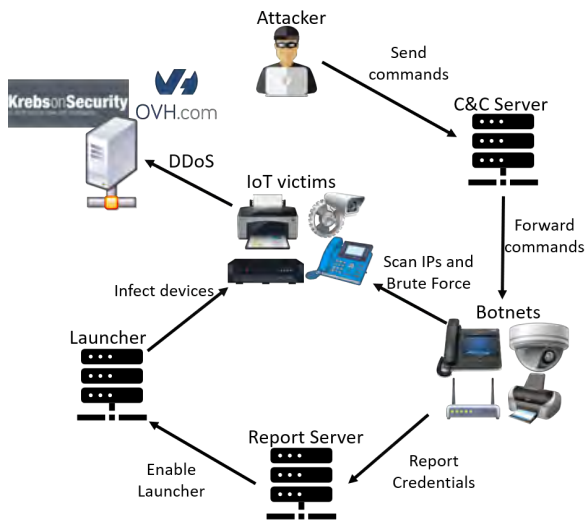 Attacker
Send
commands
KrebsonSecurity
OVH.com
C&C Server
DDoS
IoT victims
Forward
commands
Scan IPs and
Brute Force
Infect devices
Botnets
Launcher
Report Server
Report
Credentials
Enable
Launcher